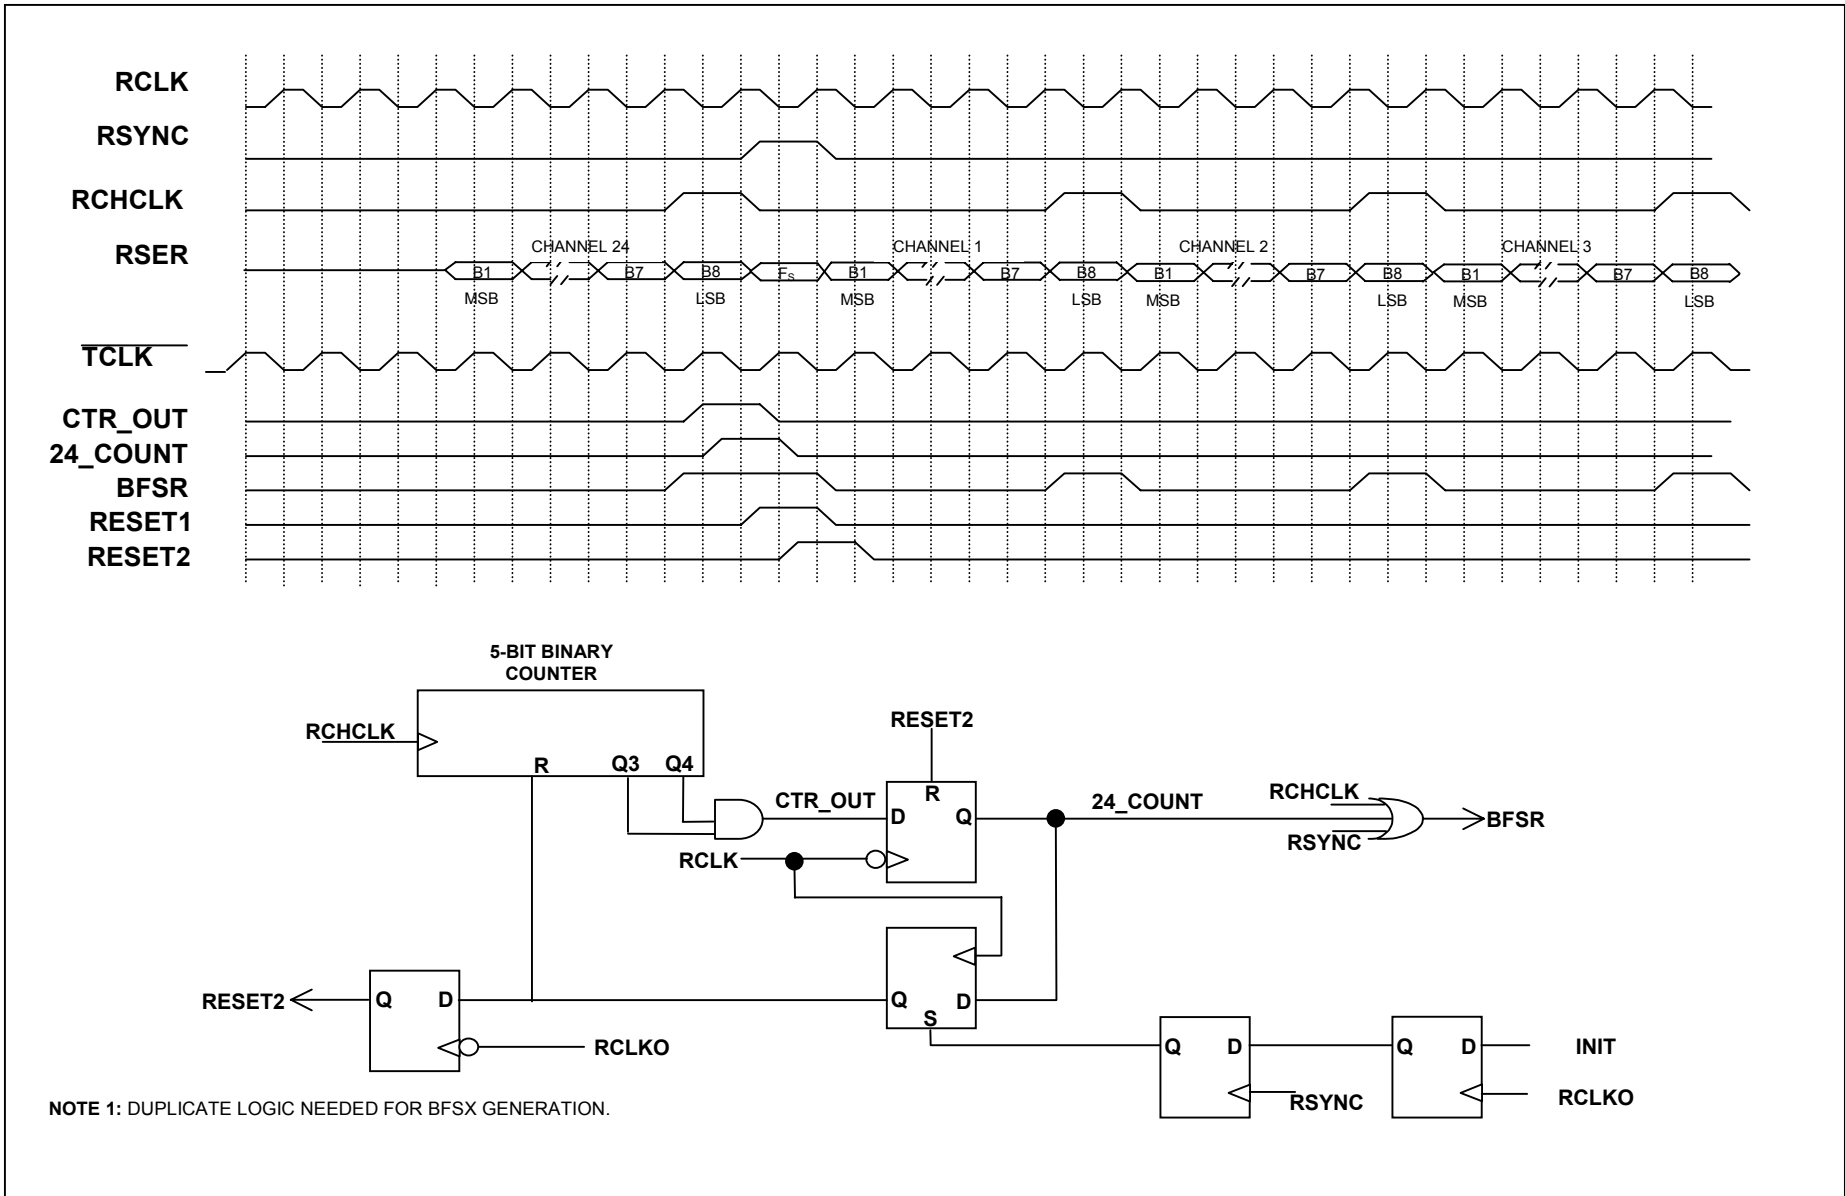 RCLK
RSYNC
RCHCLK
RSER
CHANNEL 24
CHANNEL 1
CHANNEL 2
CHANNEL 3
B1
B7
B8
Fs
B1
B7
B8
B1
B7
B8
B1
B7
B8
MSB
LSB
MSB
LSB
MSB
LSB
MSB
LSB
TCLK
CTR_OUT
24_COUNT
BFSR
RESET1
RESET2
5-BIT BINARY
COUNTER
RCHCLK
R
Q3
Q4
CTR_OUT
RESET2
R
D
Q
RCLK
24_COUNT
RCHCLK
RSYNC
BFSR
RESET2
Q
D
RCLKO
Q
D
S
Q
D
RSYNC
Q
D
INIT
RCLKO
NOTE 1: DUPLICATE LOGIC NEEDED FOR BFSX GENERATION.